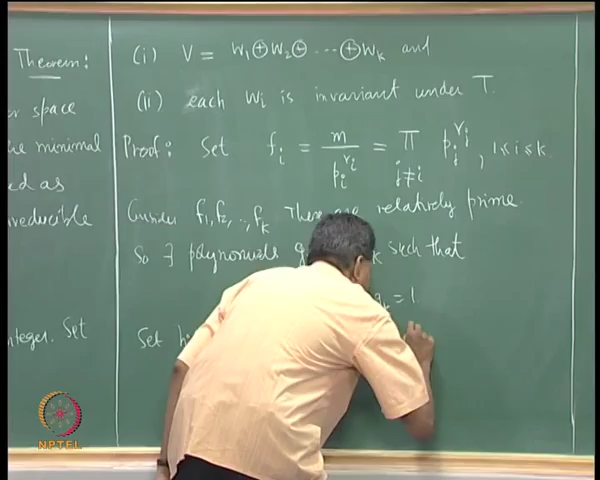 Theorem:
er space
he minimal
ed as
reducible
nteger. Set
(i) V = W₁⊕W₂⊕ ... ⊕Wₖ and
(ii) each Wᵢ is invariant under T.
Proof: Set fᵢ = m / pᵢ^rᵢ = Π_{j≠i} pⱼ^rⱼ, 1≤i≤k.
Consider f₁, f₂, .., fₖ These are relatively prime.
So ∃ polynomials g k such that
= 1
Set h
NPTEL